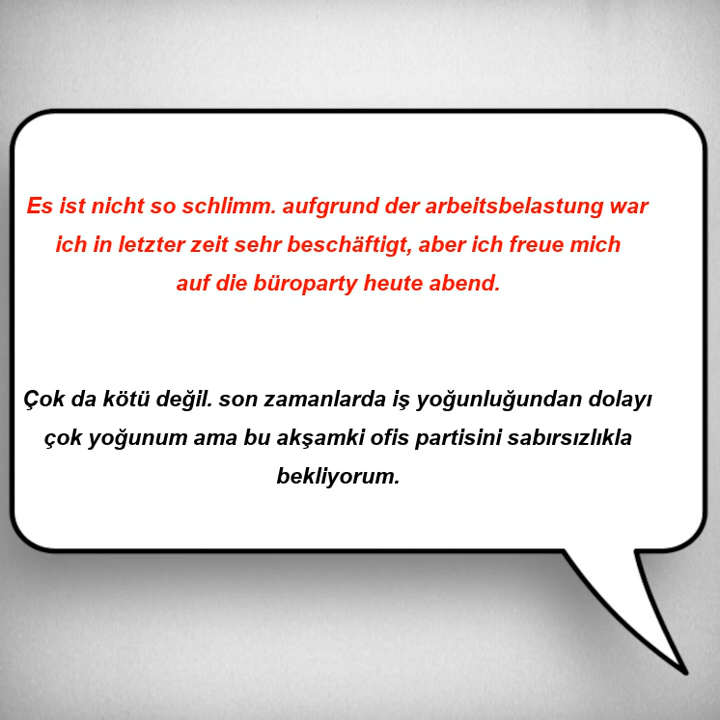 Es ist nicht so schlimm. aufgrund der arbeitsbelastung war
ich in letzter zeit sehr beschäftigt, aber ich freue mich
auf die büroparty heute abend.
Çok da kötü değil. son zamanlarda iş yoğunluğundan dolayı
çok yoğunum ama bu akşamki ofis partisini sabırsızlıkla
bekliyorum.